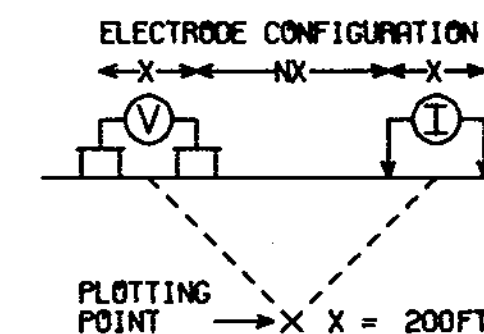 ELECTRODE CONFIGURATION
X NX X
V I
PLOTTING
POINT X X = 200FT